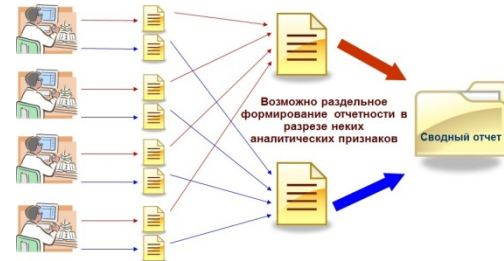 Возможно раздельное
формирование отчетности в
разрезе неких
аналитических признаков
Сводный отчет